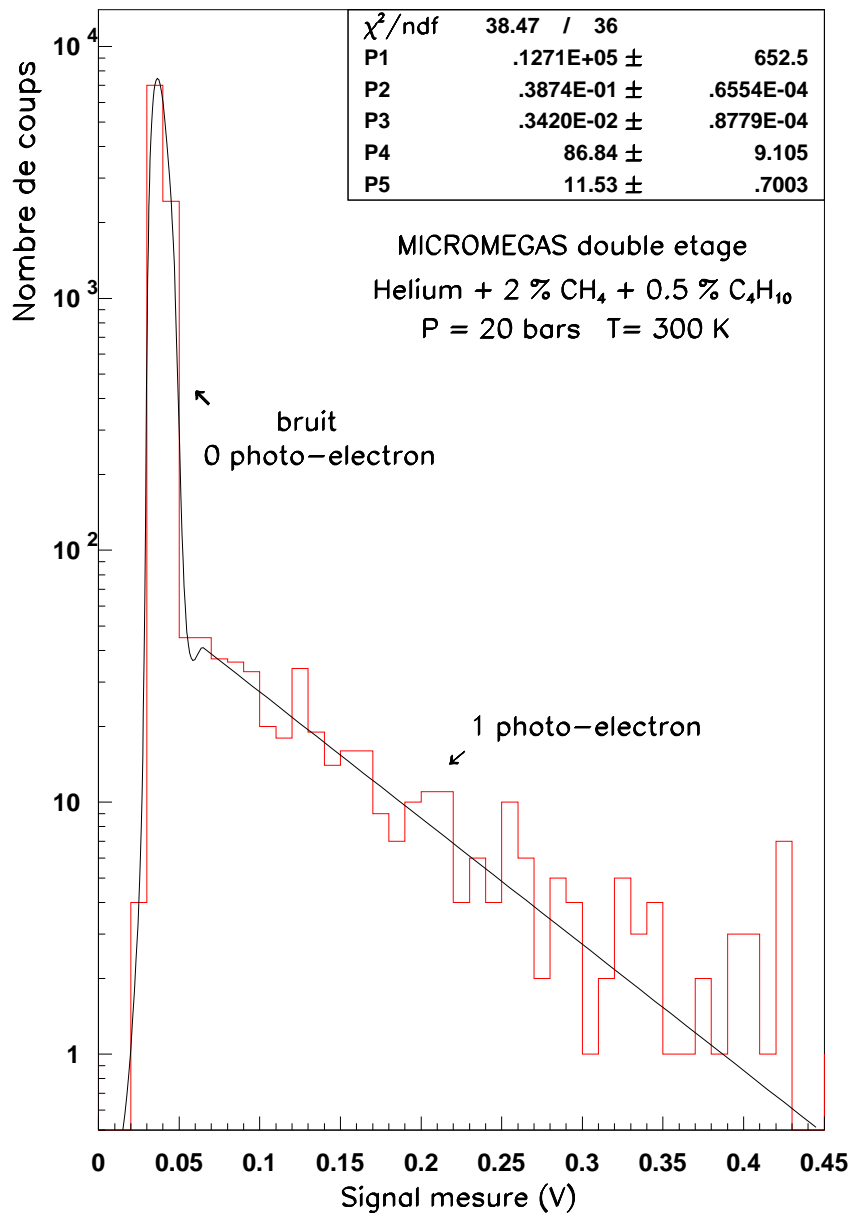 χ²/ndf 38.47 / 36
P1 .1271E+05 ± 652.5
P2 .3874E-01 ± .6554E-04
P3 .3420E-02 ± .8779E-04
P4 86.84 ± 9.105
P5 11.53 ± .7003
MICROMEGAS double etage
Helium + 2 % CH₄ + 0.5 % C₄H₁₀
P = 20 bars T= 300 K
bruit
0 photo-electron
1 photo-electron
Nombre de coups
10⁴
10³
10²
10
1
0 0.05 0.1 0.15 0.2 0.25 0.3 0.35 0.4 0.45
Signal mesure (V)